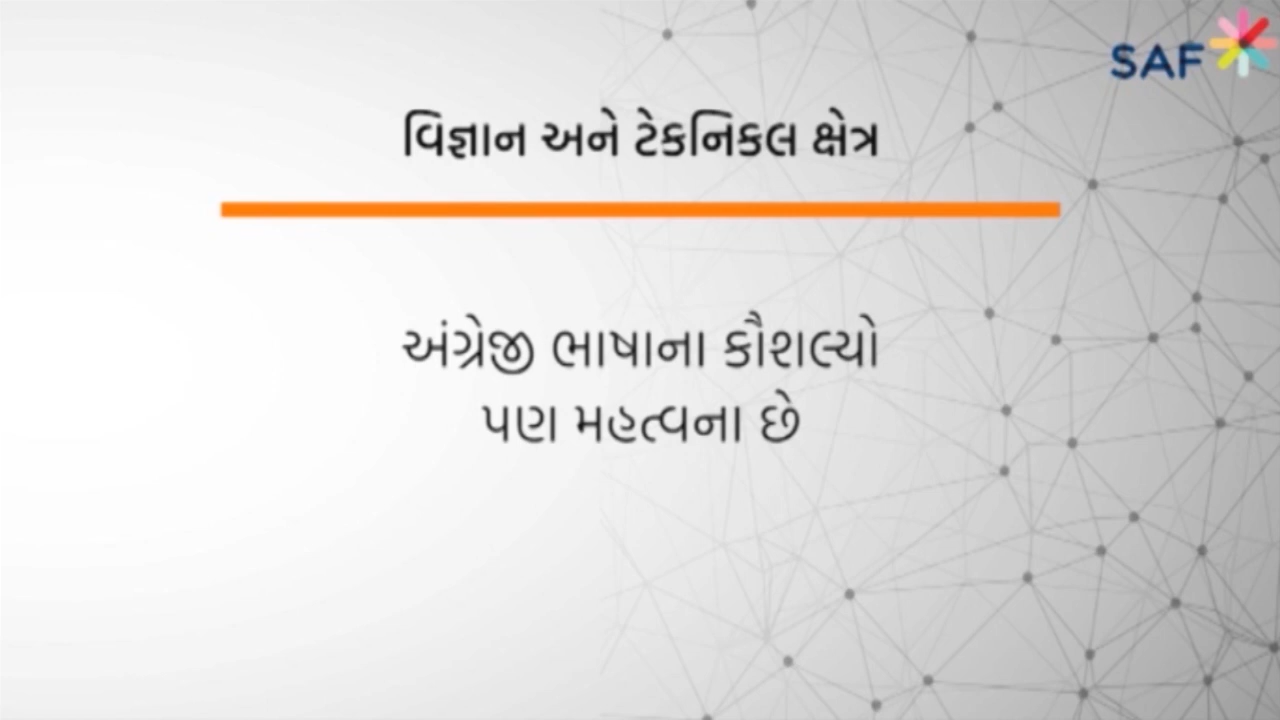 SAF
વિજ્ઞાન અને ટેકનિકલ ક્ષેત્ર
અંગ્રેજી ભાષાના કૌશલ્યો
પણ મહત્વના છે